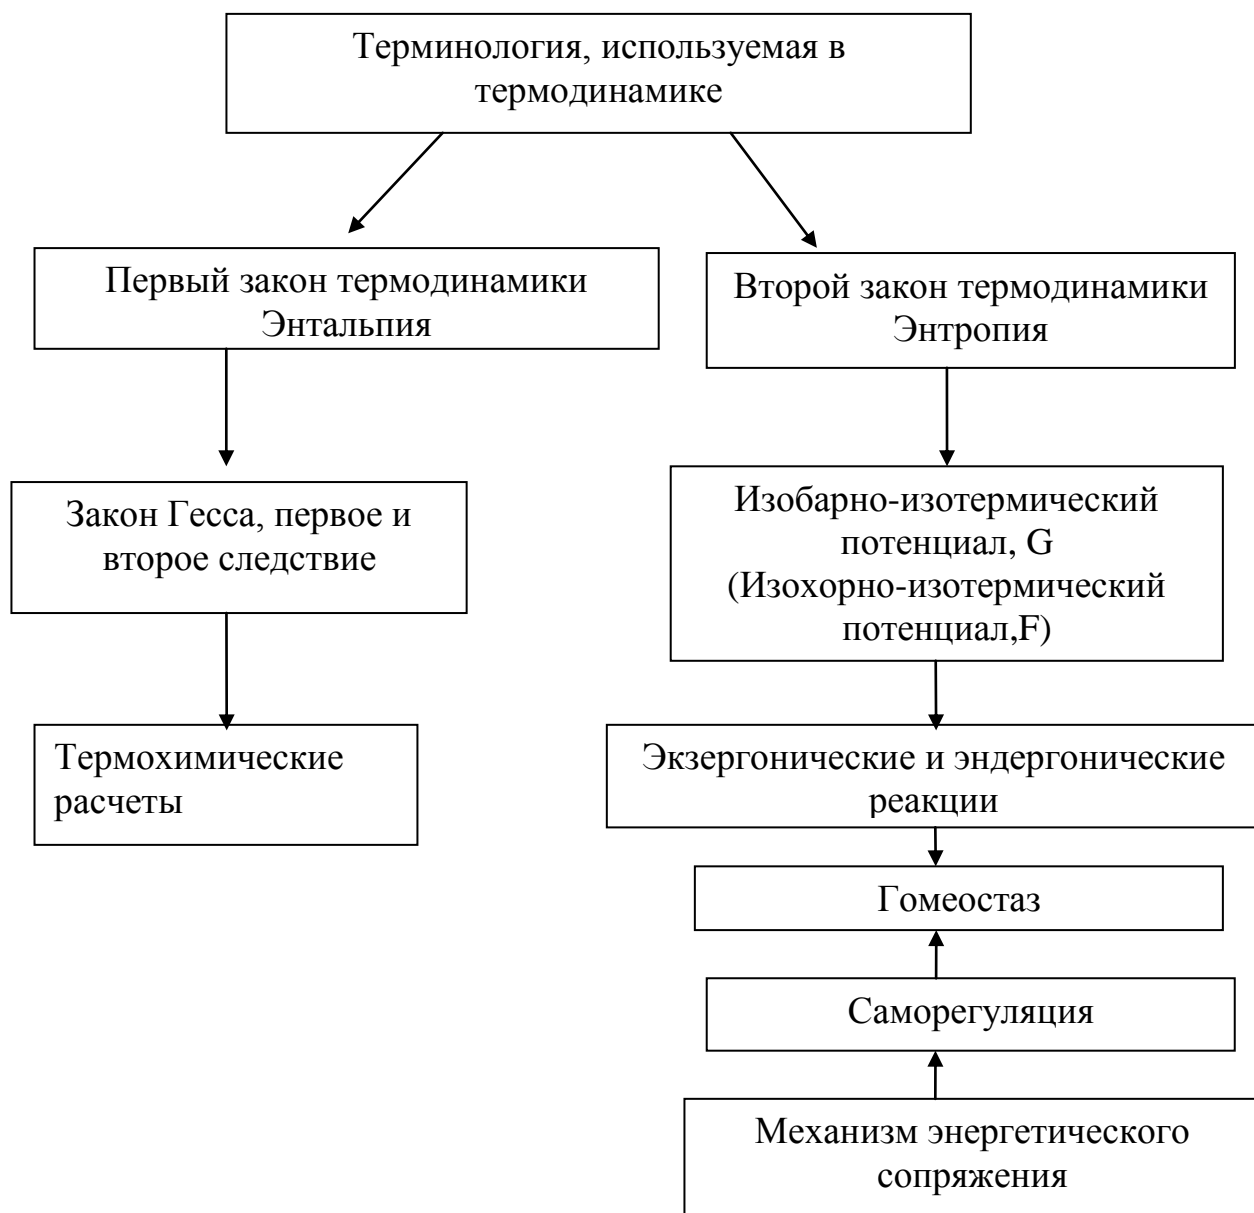 Терминология, используемая в
термодинамике
Первый закон термодинамики
Энтальпия
Второй закон термодинамики
Энтропия
Закон Гесса, первое и
второе следствие
Изобарно-изотермический
потенциал, G
(Изохорно-изотермический
потенциал,F)
Термохимические
расчеты
Экзергонические и эндергонические
реакции
Гомеостаз
Саморегуляция
Механизм энергетического
сопряжения